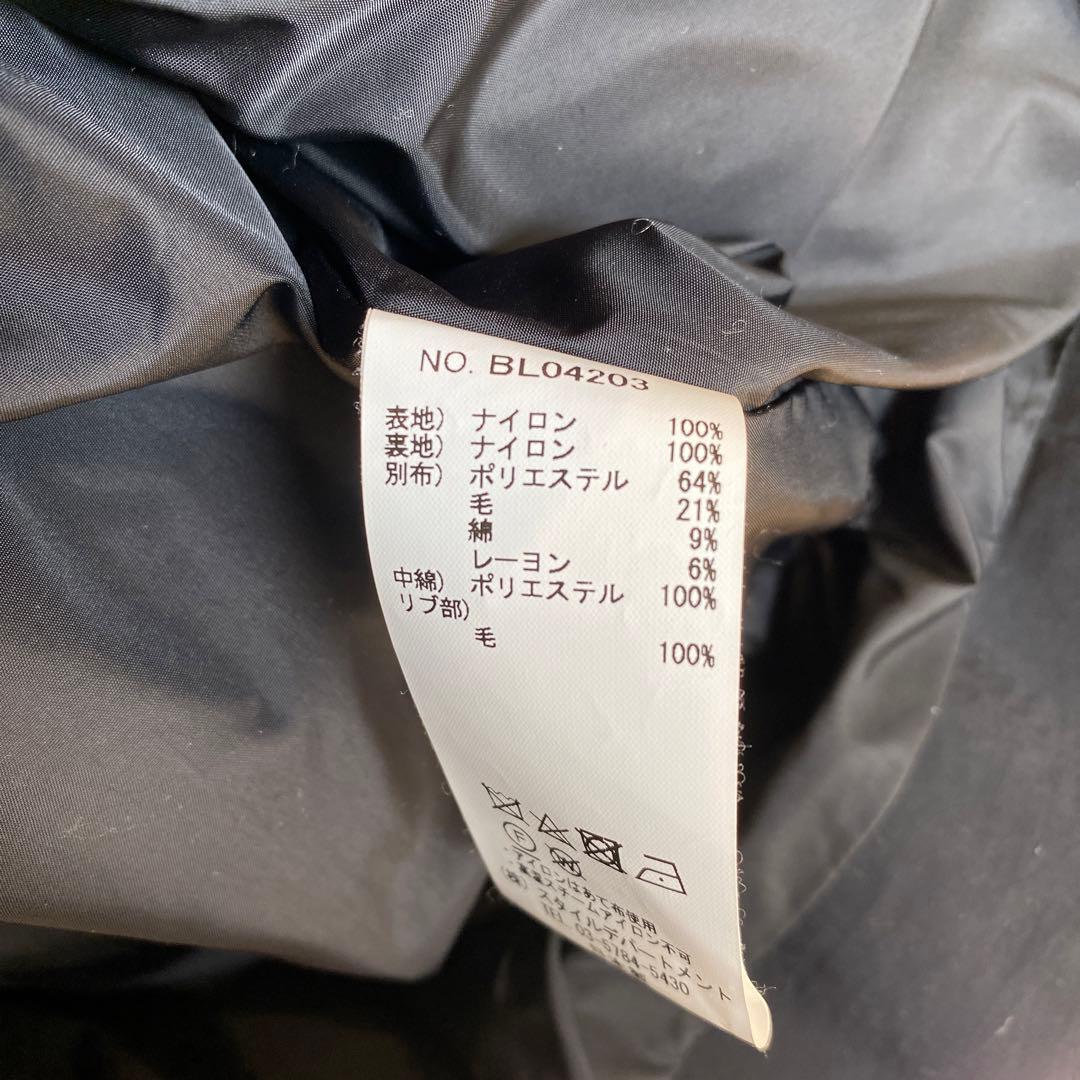 NO. BL04203
表地) ナイロン 100%
裏地) ナイロン 100%
別布) ポリエステル 64%
毛 21%
綿 9%
レーヨン 6%
中綿) ポリエステル 100%
リブ部)
毛 100%
F
・アイロンはあて布使用
スチームアイロン不可
(株) スタイルデパートメント
TEL 03-5784-5430